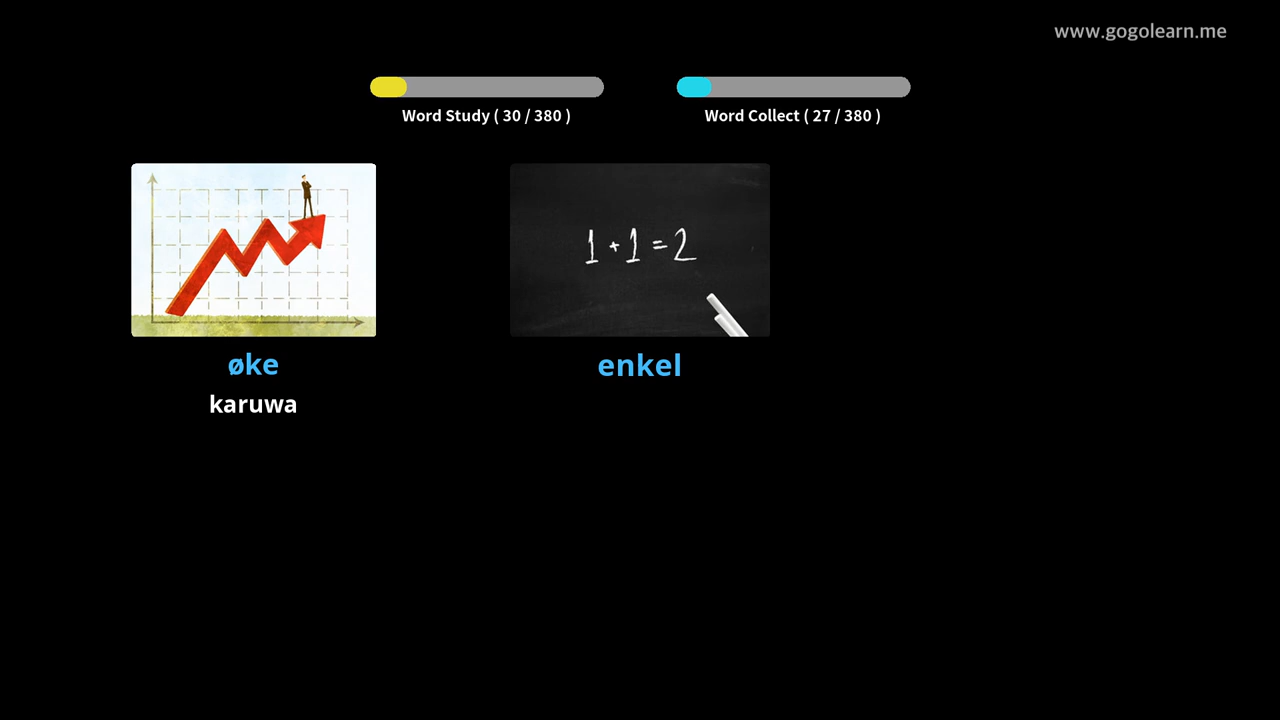 www.gogolearn.me
Word Study ( 30 / 380 )
Word Collect ( 27 / 380 )
1 + 1 = 2
øke
enkel
karuwa